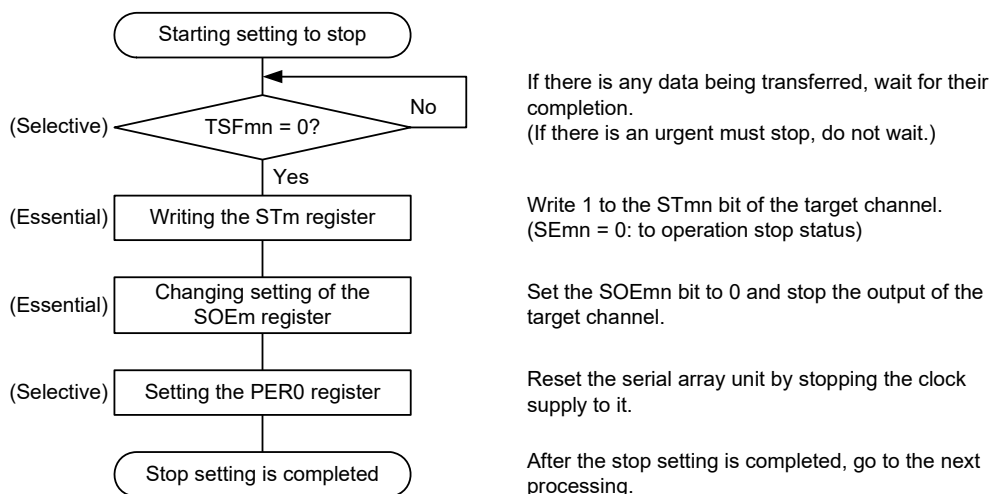 Starting setting to stop
(Selective)
TSFmn = 0?
No
If there is any data being transferred, wait for their
completion.
(If there is an urgent must stop, do not wait.)
Yes
(Essential)
Writing the STm register
Write 1 to the STmn bit of the target channel.
(SEmn = 0: to operation stop status)
(Essential)
Changing setting of the
SOEm register
Set the SOEmn bit to 0 and stop the output of the
target channel.
(Selective)
Setting the PER0 register
Reset the serial array unit by stopping the clock
supply to it.
Stop setting is completed
After the stop setting is completed, go to the next
processing.